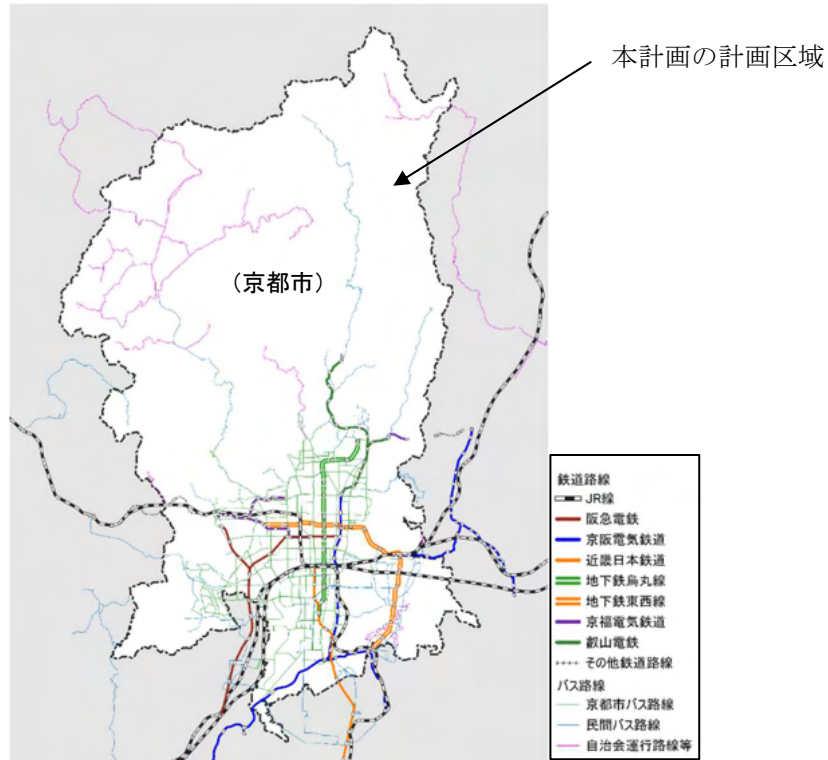 本計画の計画区域
（京都市）
鉄道路線
JR線
阪急電鉄
京阪電気鉄道
近畿日本鉄道
地下鉄烏丸線
地下鉄東西線
京福電気鉄道
叡山電鉄
その他鉄道路線
バス路線
京都市バス路線
民間バス路線
自治会運行路線等